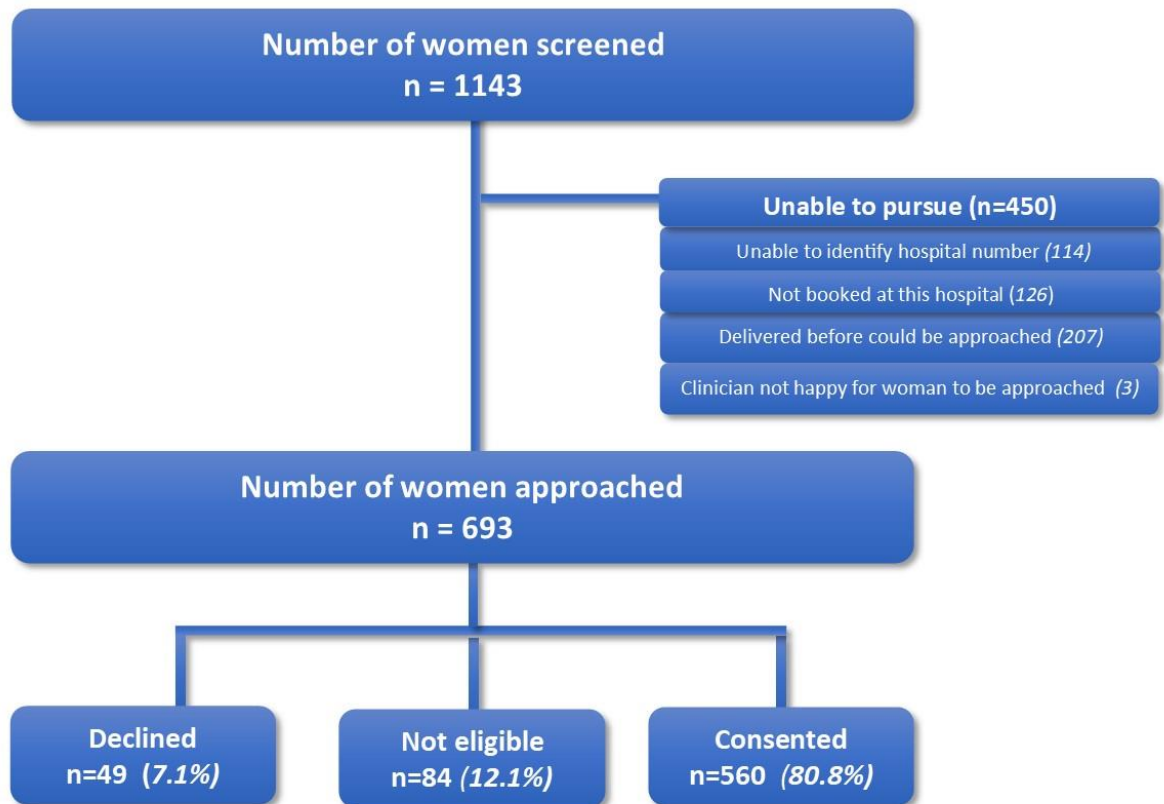 Number of women screened
n = 1143
Unable to pursue (n=450)
Unable to identify hospital number (114)
Not booked at this hospital (126)
Delivered before could be approached (207)
Clinician not happy for woman to be approached (3)
Number of women approached
n = 693
Declined
n=49 (7.1%)
Not eligible
n=84 (12.1%)
Consented
n=560 (80.8%)